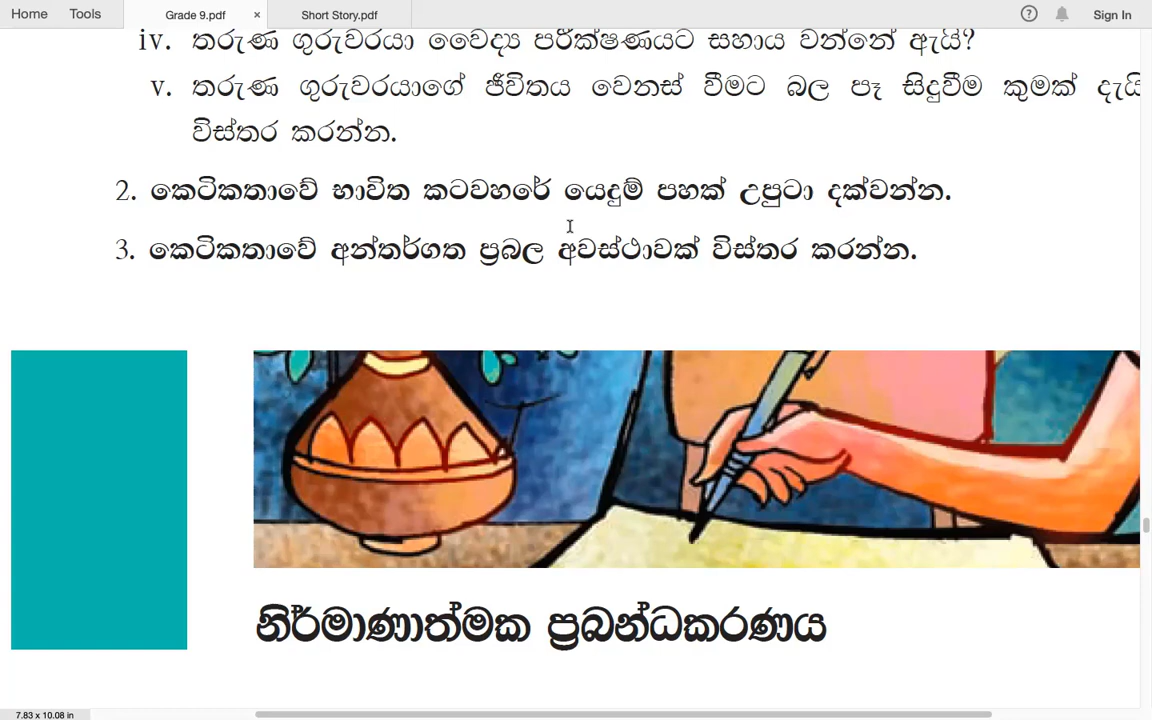 Home Tools Grade 9.pdf × Short Story.pdf ? Sign In
iv. තරුණ ගුරුවරයා වෛද්‍ය පරීක්ෂණයට සහාය වන්නේ ඇයි?
v. තරුණ ගුරුවරයාගේ ජීවිතය වෙනස් වීමට බල පෑ සිදුවීම කුමක් දැයි
විස්තර කරන්න.
2. කෙටිකතාවේ භාවිත කටවහරේ යෙදුම් පහක් උපුටා දක්වන්න.
3. කෙටිකතාවේ අන්තර්ගත ප්‍රබල අවස්ථාවක් විස්තර කරන්න.
නිර්මාණාත්මක ප්‍රබන්ධකරණය
7.83 x 10.08 in